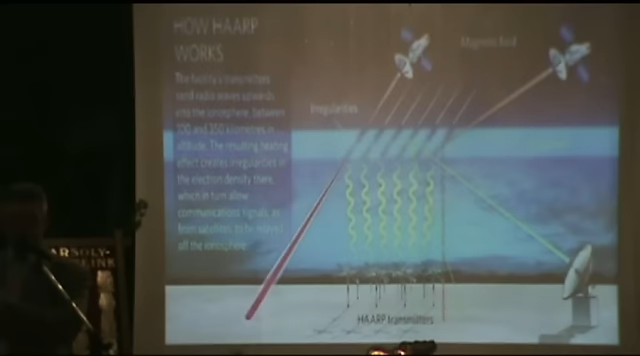 HOW HAARP
WORKS
The facility's transmitters
send radio waves upwards
into the ionosphere, between
100 and 350 kilometres in
altitude. The resulting heating
effect creates irregularities in
the electron density there,
which in turn allow
communications signals, as
from satellites, to be
off the ionosphere.
Irregularities
Magnetic field
HAARP transmitters